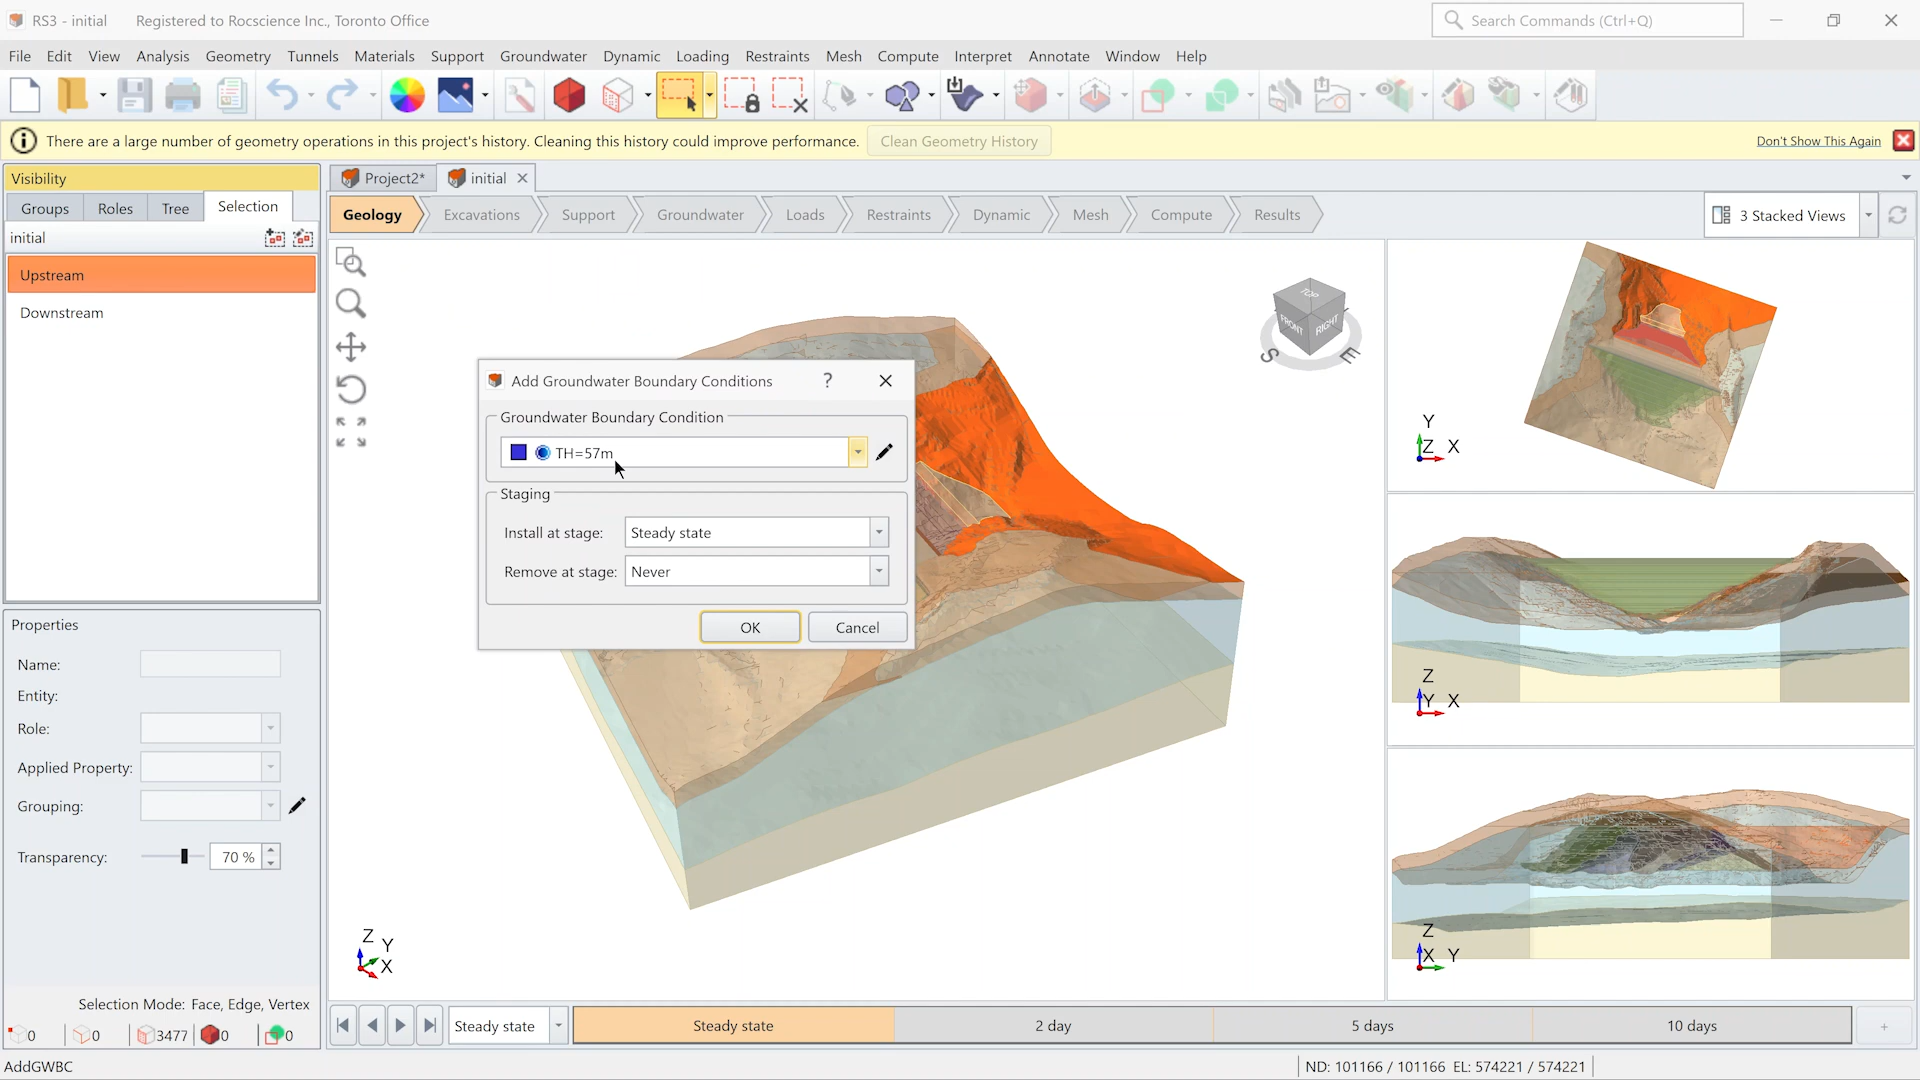 RS3 - initial Registered to Rocscience Inc., Toronto Office Search Commands (Ctrl+Q)
File Edit View Analysis Geometry Tunnels Materials Support Groundwater Dynamic Loading Restraints Mesh Compute Interpret Annotate Window Help
There are a large number of geometry operations in this project's history. Cleaning this history could improve performance. Clean Geometry History Don't Show This Again
Visibility
Project2* initial
Groups Roles Tree Selection
Geology Excavations Support Groundwater Loads Restraints Dynamic Mesh Compute Results 3 Stacked Views
initial
Upstream
Downstream
TOP
FRONT RIGHT
S E
Add Groundwater Boundary Conditions ?
Groundwater Boundary Condition
TH=57m
Staging
Install at stage: Steady state
Remove at stage: Never
OK Cancel
Y
Z X
Z
Y X
Z
X Y
Z Y
X
Properties
Name:
Entity:
Role:
Applied Property:
Grouping:
Transparency: 70 %
Selection Mode: Face, Edge, Vertex
0 0 3477 0 0
Steady state Steady state 2 day 5 days 10 days +
AddGWBC ND: 101166 / 101166 EL: 574221 / 574221